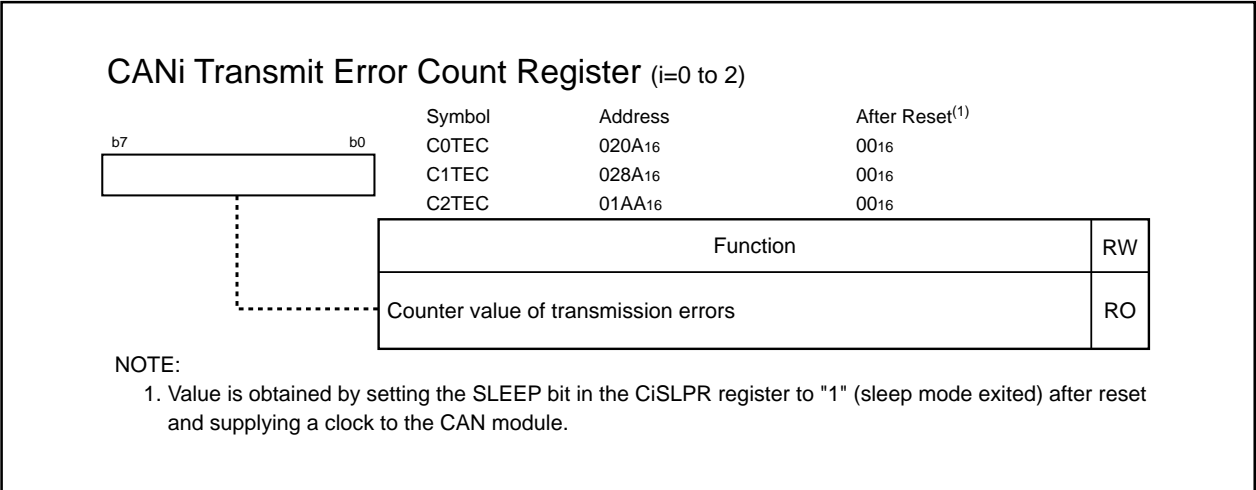 CANi Transmit Error Count Register (i=0 to 2)
Symbol Address After Reset(1)
b7 b0 C0TEC 020A16 0016
C1TEC 028A16 0016
C2TEC 01AA16 0016
Function RW
Counter value of transmission errors RO
NOTE:
1. Value is obtained by setting the SLEEP bit in the CiSLPR register to "1" (sleep mode exited) after reset
and supplying a clock to the CAN module.